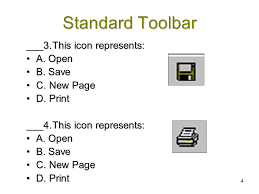 Standard Toolbar
___3.This icon represents:
• A. Open
• B. Save
• C. New Page
• D. Print
___4.This icon represents:
• A. Open
• B. Save
• C. New Page
• D. Print
4